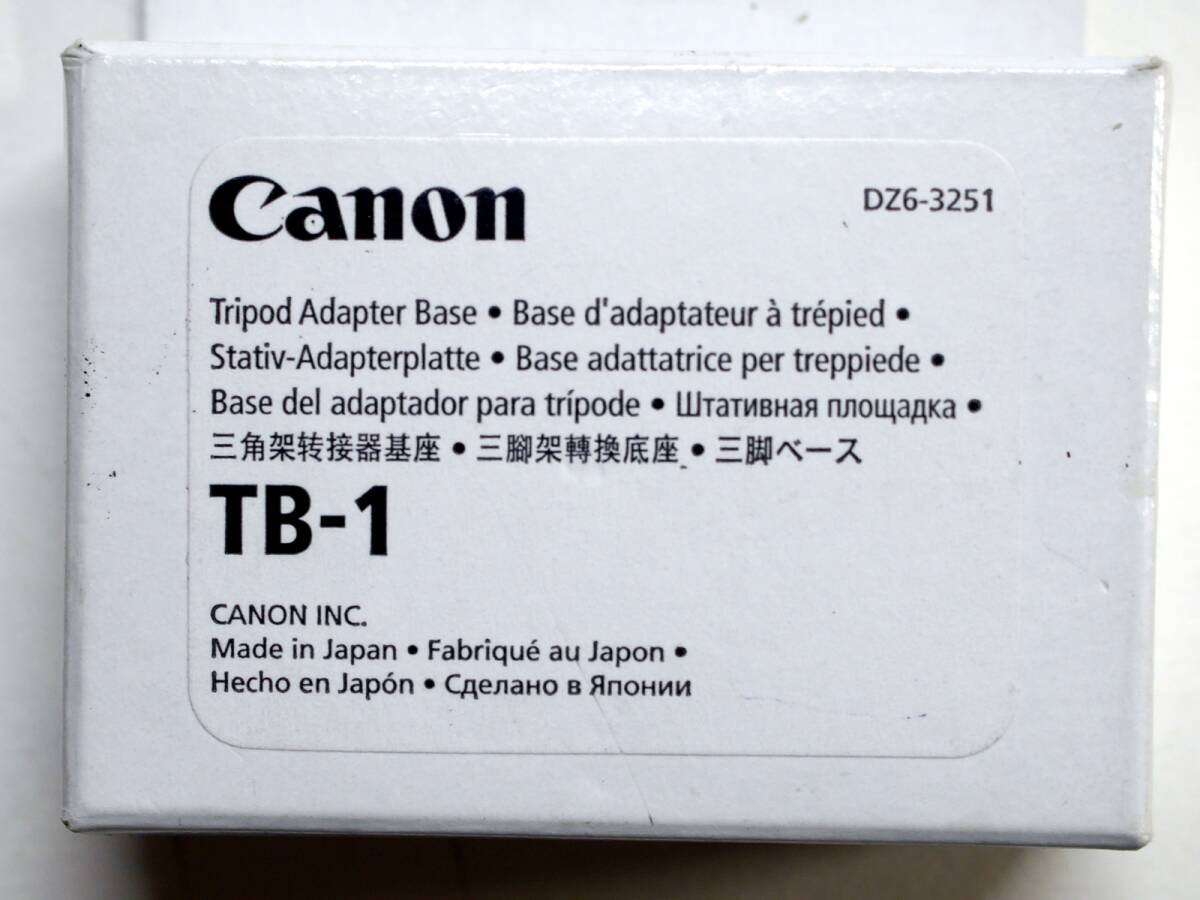 Canon
DZ6-3251
Tripod Adapter Base • Base d'adaptateur à trépied •
Stativ-Adapterplatte • Base adattatrice per treppiede •
Base del adaptador para trípode • Штативная площадка •
三角架转接器基座 • 三腳架轉換底座 • 三脚ベース
TB-1
CANON INC.
Made in Japan • Fabriqué au Japon •
Hecho en Japón • Сделано в Японии